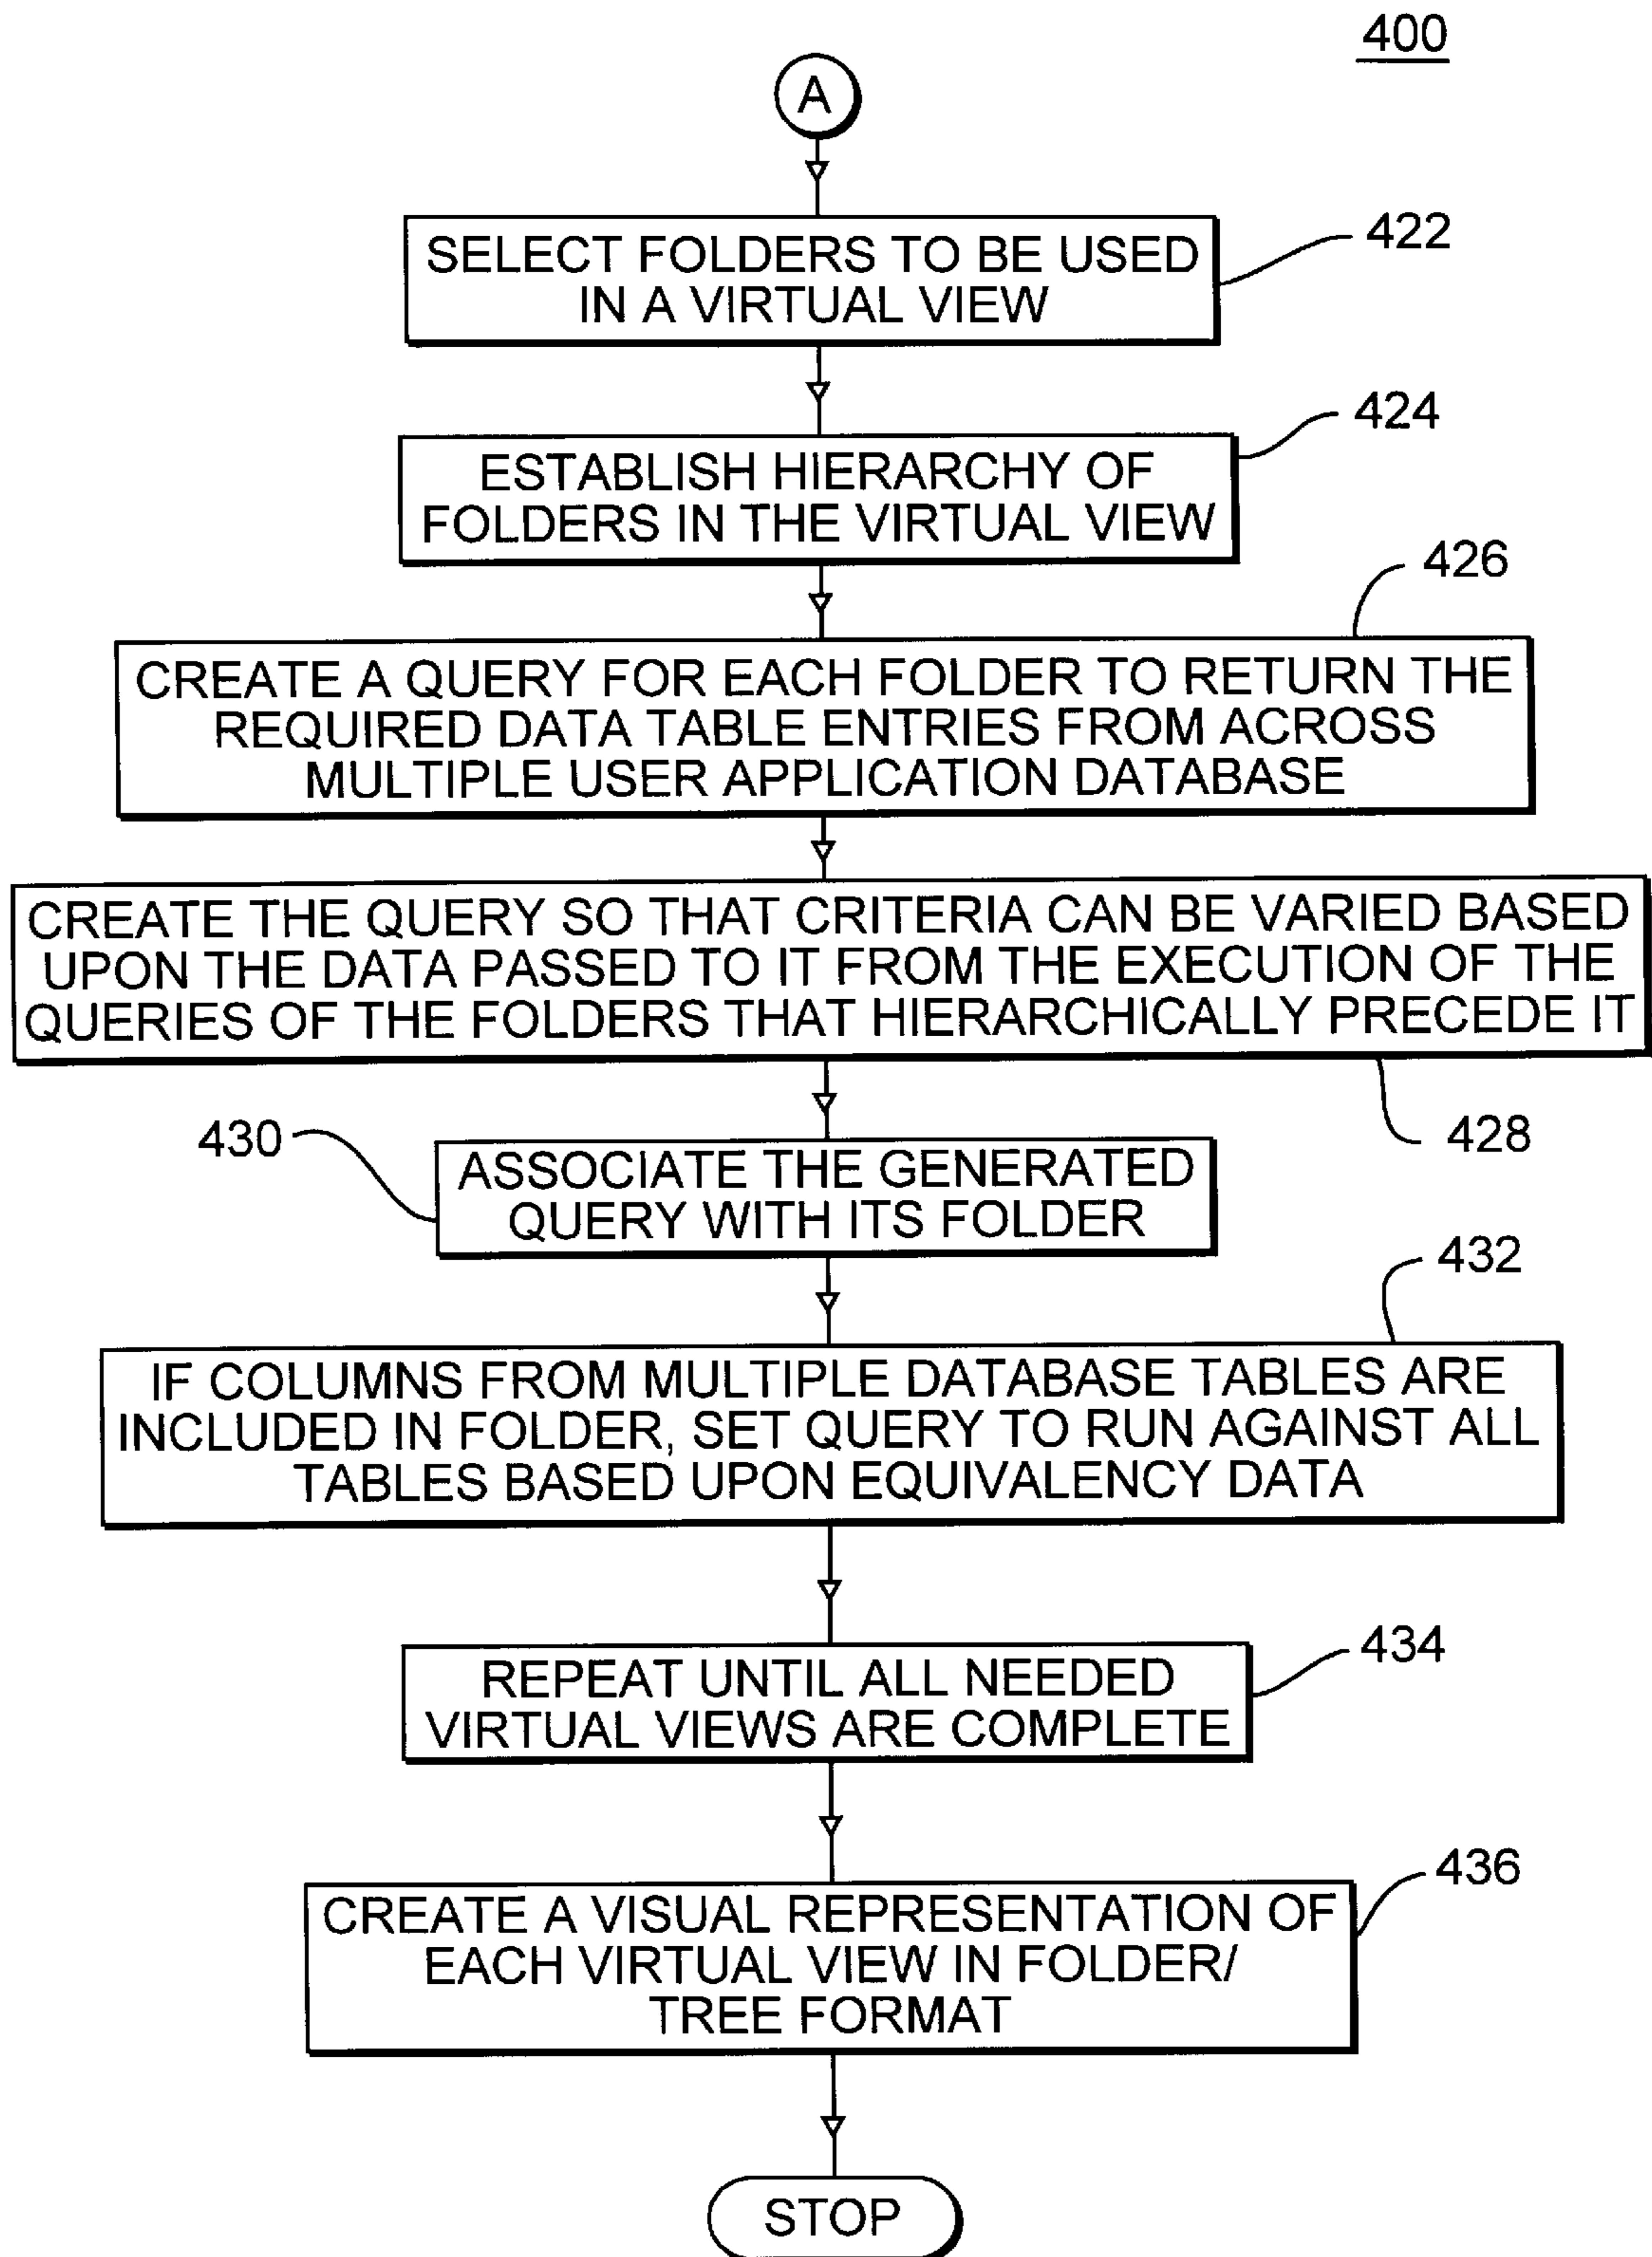 400
A
SELECT FOLDERS TO BE USED
IN A VIRTUAL VIEW
422
ESTABLISH HIERARCHY OF
FOLDERS IN THE VIRTUAL VIEW
424
CREATE A QUERY FOR EACH FOLDER TO RETURN THE
REQUIRED DATA TABLE ENTRIES FROM ACROSS
MULTIPLE USER APPLICATION DATABASE
426
CREATE THE QUERY SO THAT CRITERIA CAN BE VARIED BASED
UPON THE DATA PASSED TO IT FROM THE EXECUTION OF THE
QUERIES OF THE FOLDERS THAT HIERARCHICALLY PRECEDE IT
428
430
ASSOCIATE THE GENERATED
QUERY WITH ITS FOLDER
432
IF COLUMNS FROM MULTIPLE DATABASE TABLES ARE
INCLUDED IN FOLDER, SET QUERY TO RUN AGAINST ALL
TABLES BASED UPON EQUIVALENCY DATA
REPEAT UNTIL ALL NEEDED
VIRTUAL VIEWS ARE COMPLETE
434
CREATE A VISUAL REPRESENTATION OF
EACH VIRTUAL VIEW IN FOLDER/
TREE FORMAT
436
STOP